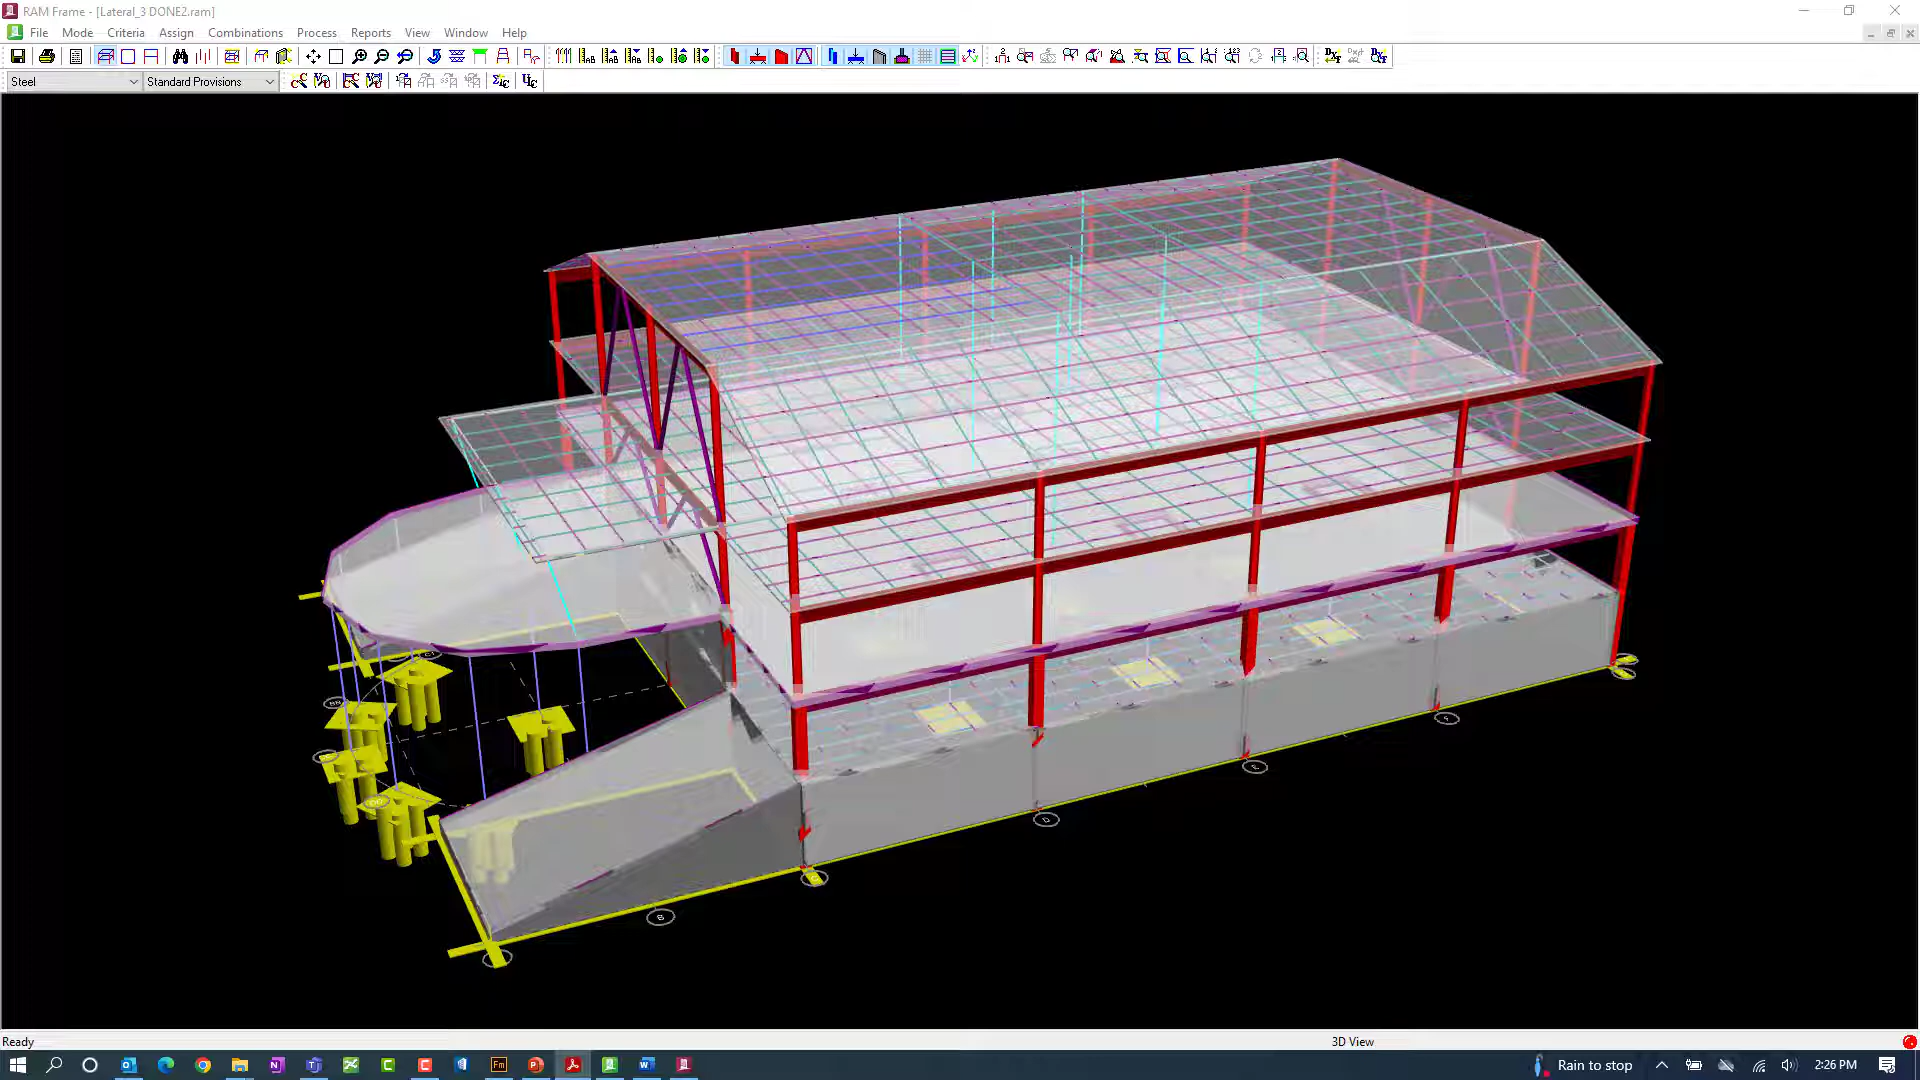 RAM Frame - [Lateral_3 DONE2.ram]
File Mode Criteria Assign Combinations Process Reports View Window Help
Steel Standard Provisions
B
D
E
F
Ready 3D View
Rain to stop 2:26 PM